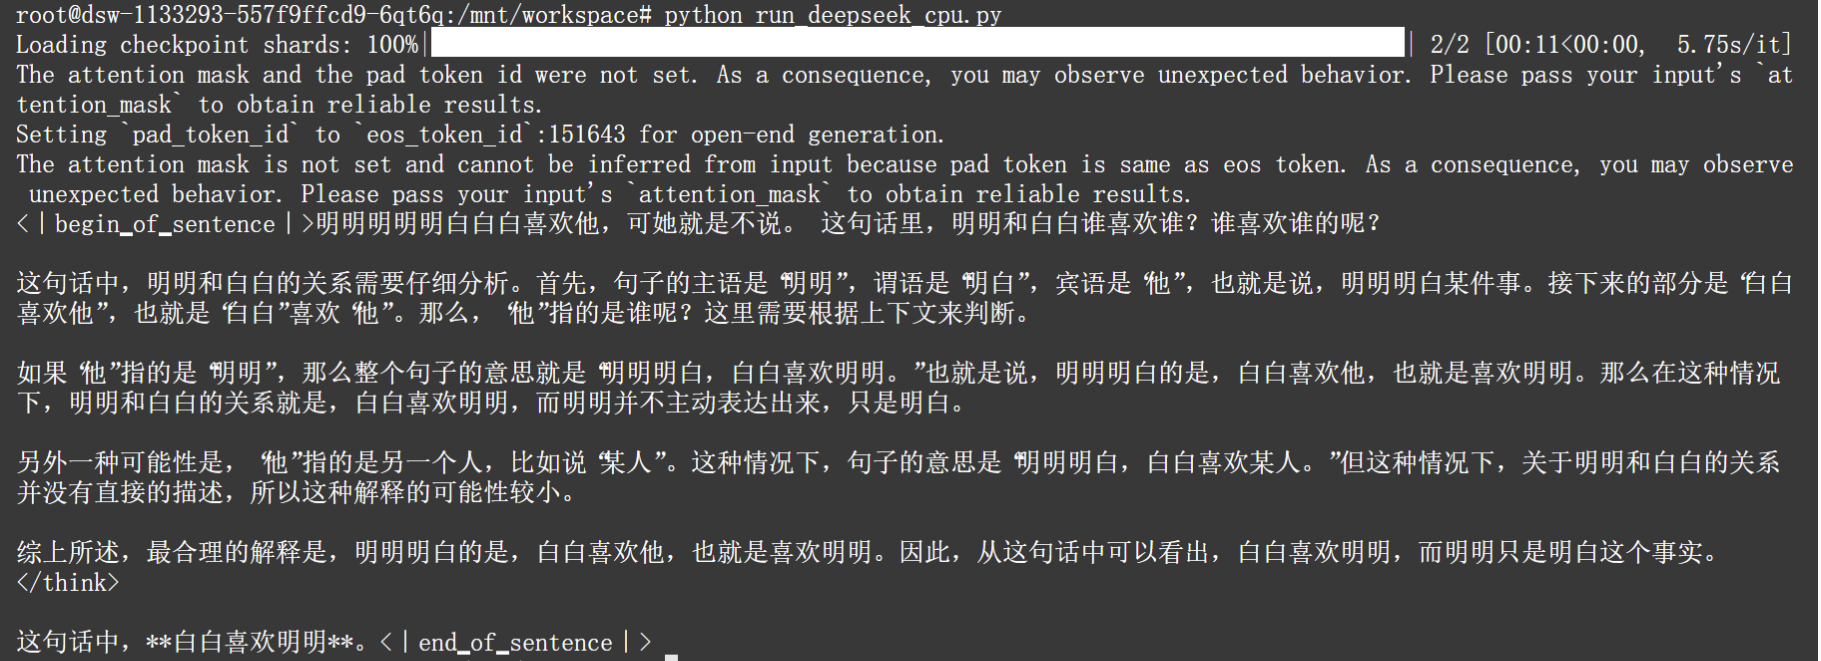 root@dsw-1133293-557f9ffcd9-6qt6q:/mnt/workspace# python run_deepseek_cpu.py
Loading checkpoint shards: 100%| | 2/2 [00:11<00:00, 5.75s/it]
The attention mask and the pad token id were not set. As a consequence, you may observe unexpected behavior. Please pass your input's `at
tention_mask` to obtain reliable results.
Setting `pad_token_id` to `eos_token_id`:151643 for open-end generation.
The attention mask is not set and cannot be inferred from input because pad token is same as eos token. As a consequence, you may observe
unexpected behavior. Please pass your input's `attention_mask` to obtain reliable results.
<｜begin▁of▁sentence｜>明明明明明白白白喜欢他，可她就是不说。 这句话里，明明和白白谁喜欢谁？谁喜欢谁的呢？
这句话中，明明和白白的关系需要仔细分析。首先，句子的主语是“明明”，谓语是“明白”，宾语是“他”，也就是说，明明明白某件事。接下来的部分是“白白
喜欢他”，也就是“白白”喜欢“他”。那么，“他”指的是谁呢？这里需要根据上下文来判断。
如果“他”指的是“明明”，那么整个句子的意思就是“明明明白，白白喜欢明明。”也就是说，明明明白的是，白白喜欢他，也就是喜欢明明。那么在这种情况
下，明明和白白的关系就是，白白喜欢明明，而明明并不主动表达出来，只是明白。
另外一种可能性是，“他”指的是另一个人，比如说“某人”。这种情况下，句子的意思是“明明明白，白白喜欢某人。”但这种情况下，关于明明和白白的关系
并没有直接的描述，所以这种解释的可能性较小。
综上所述，最合理的解释是，明明明白的是，白白喜欢他，也就是喜欢明明。因此，从这句话中可以看出，白白喜欢明明，而明明只是明白这个事实。
</think>
这句话中，**白白喜欢明明**。<｜end▁of▁sentence｜>